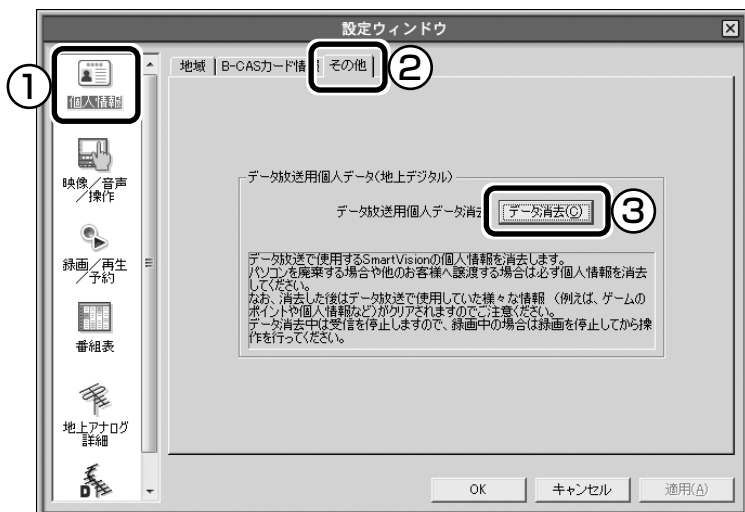 設定ウィンドウ
①
個人情報
映像／音声
／操作
録画／再生
／予約
番組表
地上アナログ
詳細
D
地域
B-CASカード情
その他
②
データ放送用個人データ(地上デジタル)
データ放送用個人データ消
データ消去(C)
③
データ放送で使用するSmartVisionの個人情報を消去します。
パソコンを廃棄する場合や他のお客様へ譲渡する場合は必ず個人情報を消去
してください。
なお、消去した後はデータ放送で使用していた様々な情報 （例えば、ゲームの
ポイントや個人情報など)がクリアされますのでご注意ください。
データ消去中は受信を停止しますので、録画中の場合は録画を停止してから操
作を行ってください。
OK
キャンセル
適用(A)